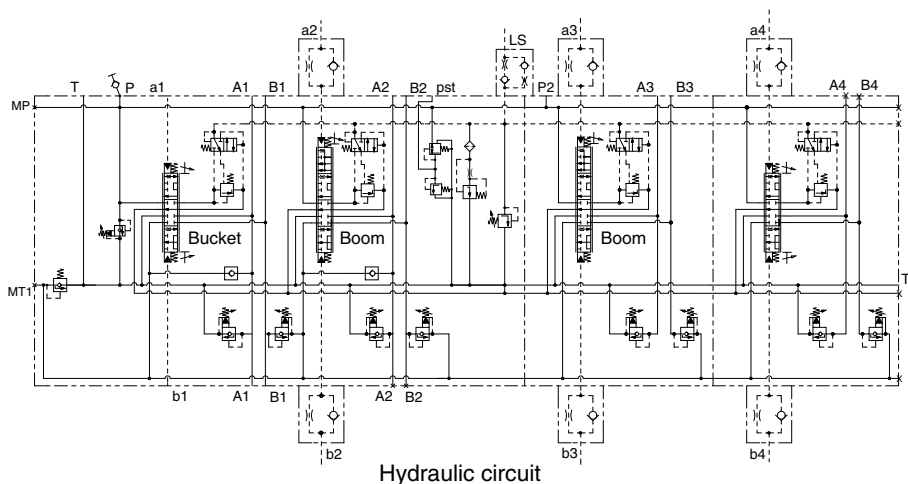 a2
LS
a3
a4
T
P
a1
A1
B1
A2
B2
pst
P2
A3
B3
A4
B4
MP
Bucket
Boom
Boom
MT1
T
b1
A1
B1
A2
B2
b2
b3
b4
Hydraulic circuit